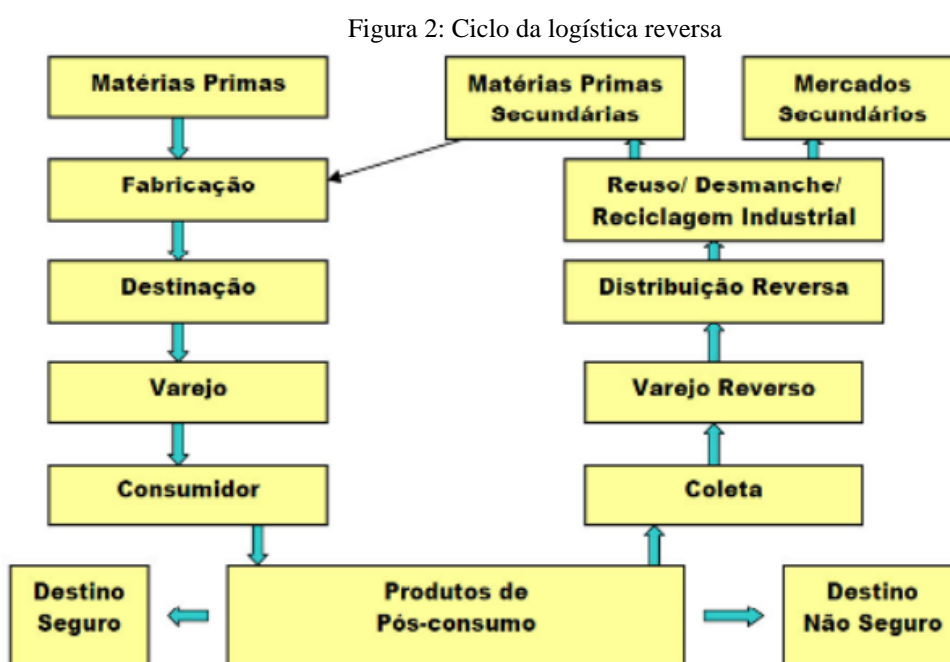 Figura 2: Ciclo da logística reversa
Matérias Primas
Matérias Primas
Secundárias
Mercados
Secundários
Fabricação
Reuso/ Desmanche/
Reciclagem Industrial
Destinação
Distribuição Reversa
Varejo
Varejo Reverso
Consumidor
Coleta
Destino
Seguro
Produtos de
Pós-consumo
Destino
Não Seguro